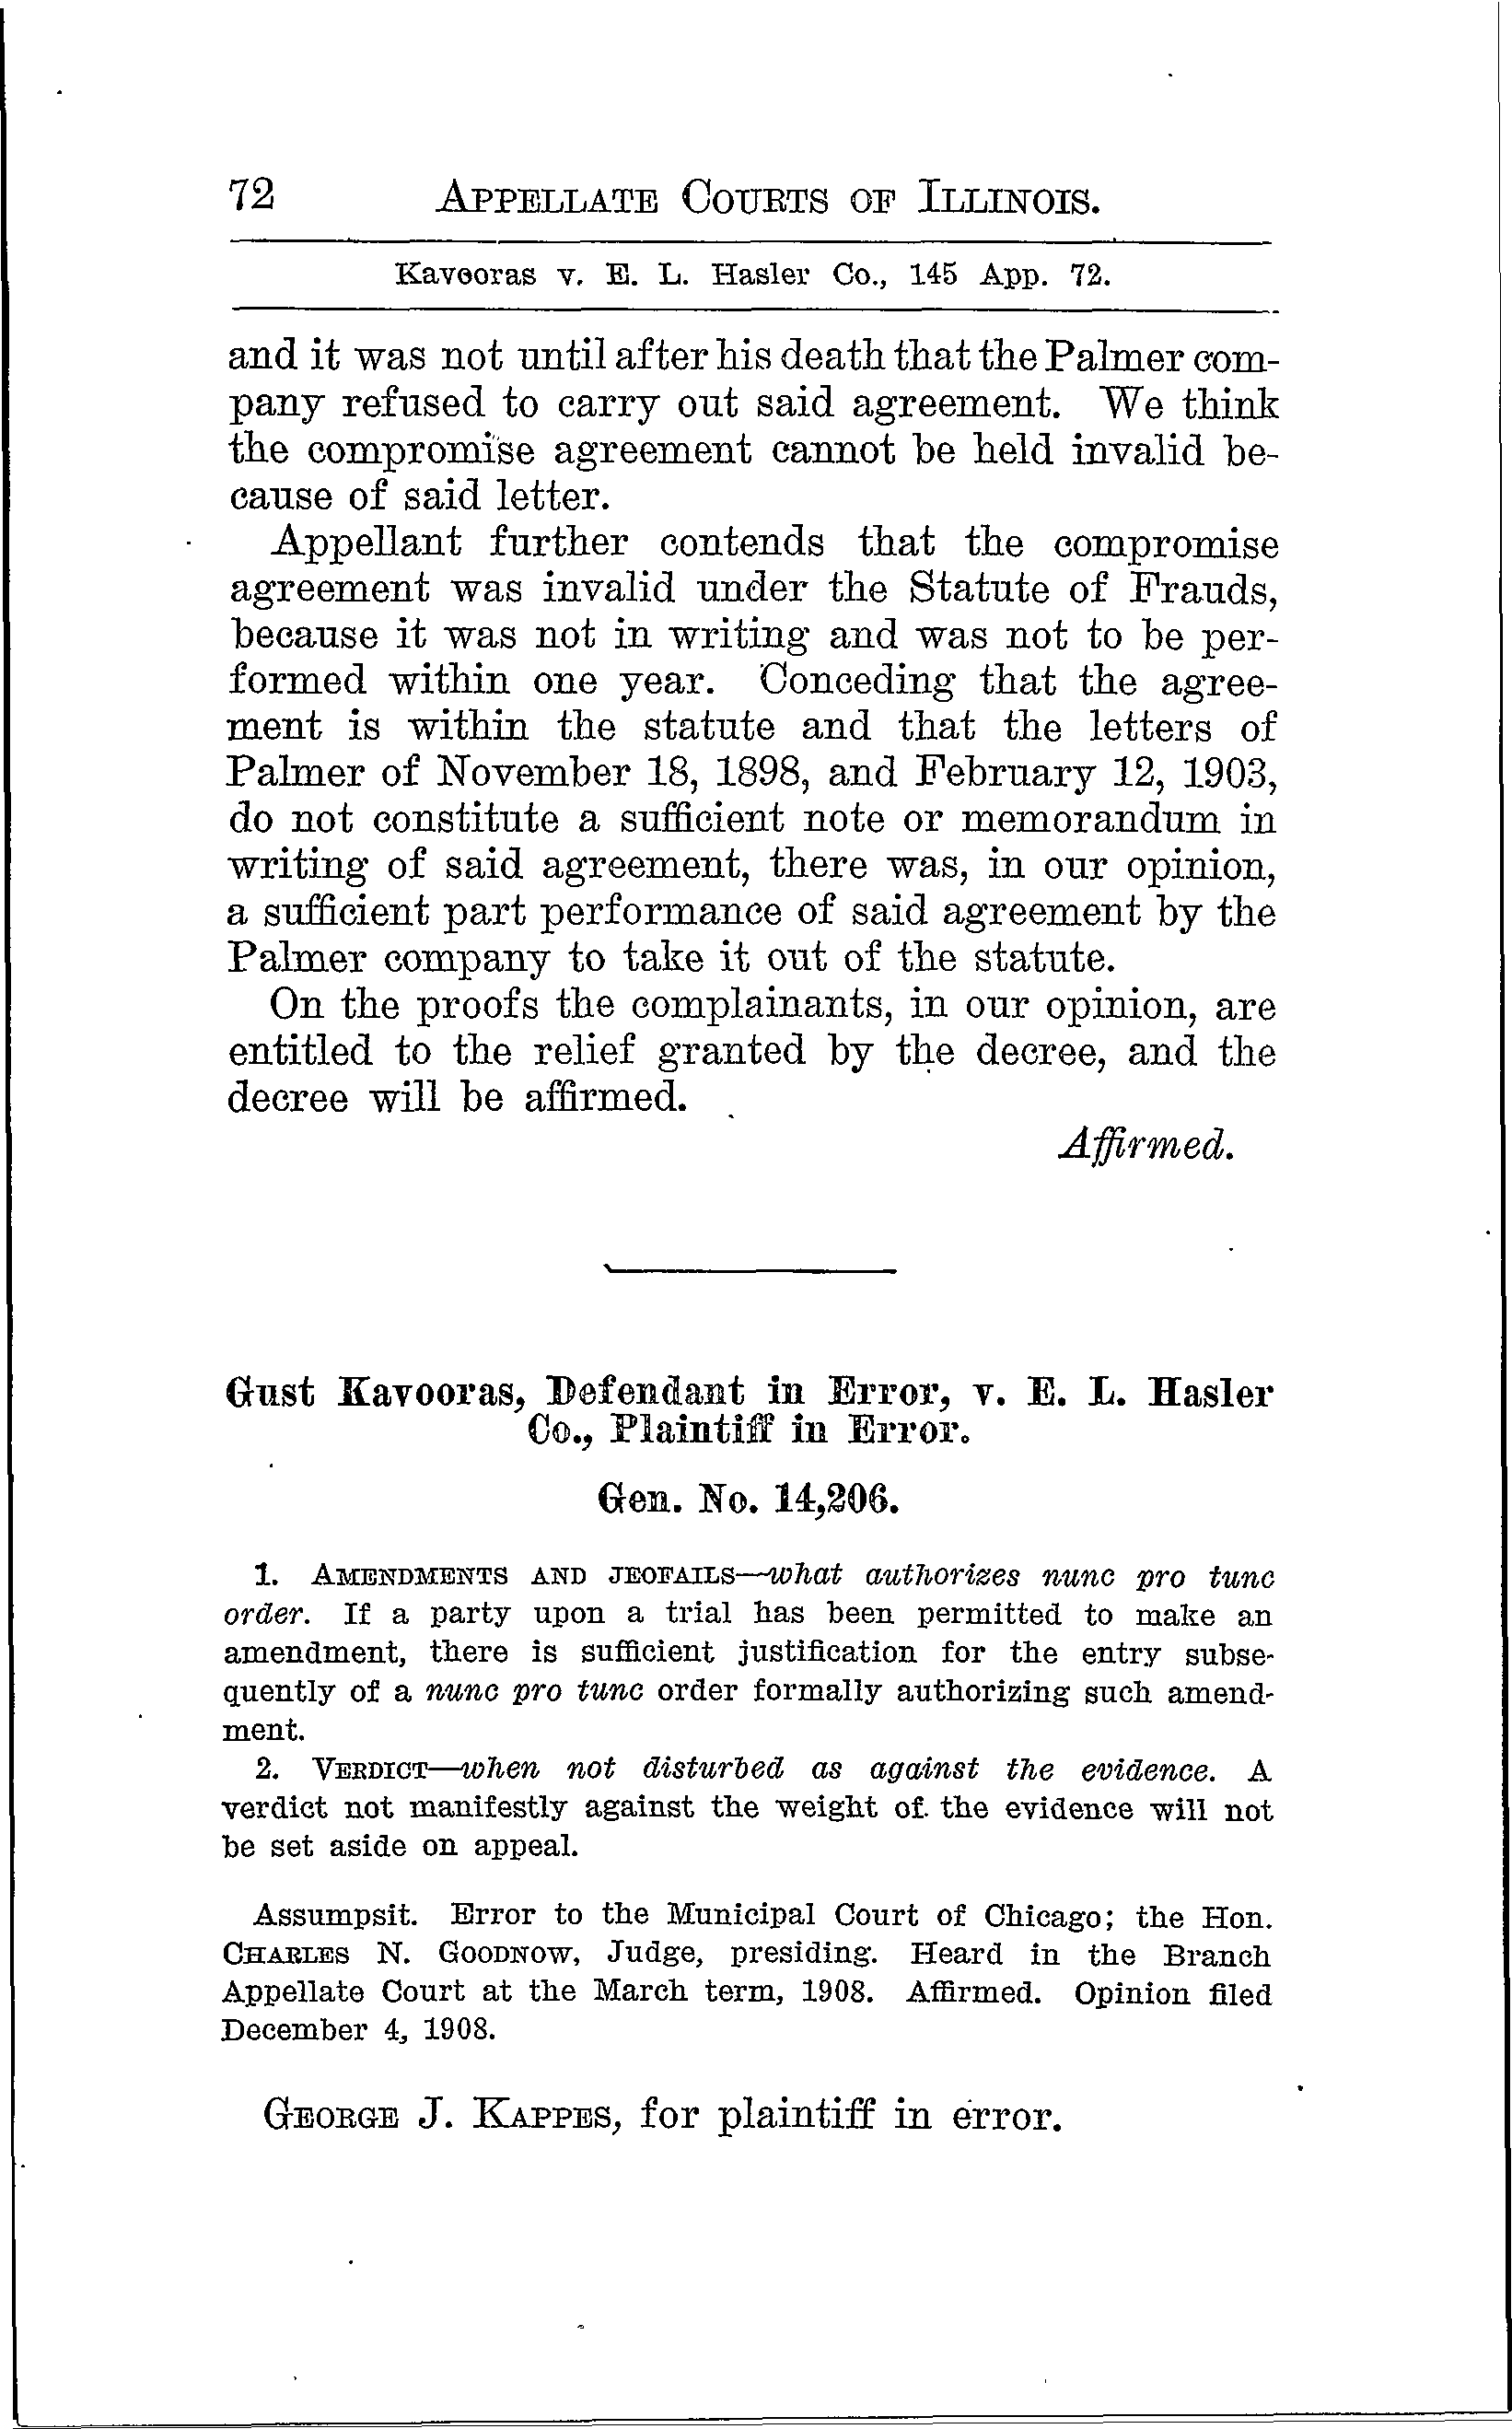 72 APPELLATE COURTS OF ILLINOIS.
Kavooras v. E. L. Hasler Co., 145 App. 72.
and it was not until after his death that the Palmer com-
pany refused to carry out said agreement. We think
the compromise agreement cannot be held invalid be-
cause of said letter.
Appellant further contends that the compromise
agreement was invalid under the Statute of Frauds,
because it was not in writing and was not to be per-
formed within one year. Conceding that the agree-
ment is within the statute and that the letters of
Palmer of November 18, 1898, and February 12, 1903,
do not constitute a sufficient note or memorandum in
writing of said agreement, there was, in our opinion,
a sufficient part performance of said agreement by the
Palmer company to take it out of the statute.
On the proofs the complainants, in our opinion, are
entitled to the relief granted by the decree, and the
decree will be affirmed.
Affirmed.
Gust Kavooras, Defendant in Error, v. E. L. Hasler
Co., Plaintiff in Error.
Gen. No. 14,206.
1. AMENDMENTS AND JEOFAILS—what authorizes nunc pro tunc
order. If a party upon a trial has been permitted to make an
amendment, there is sufficient justification for the entry subse-
quently of a nunc pro tunc order formally authorizing such amend-
ment.
2. VERDICT—when not disturbed as against the evidence. A
verdict not manifestly against the weight of the evidence will not
be set aside on appeal.
Assumpsit. Error to the Municipal Court of Chicago; the Hon.
CHARLES N. GOODNOW, Judge, presiding. Heard in the Branch
Appellate Court at the March term, 1908. Affirmed. Opinion filed
December 4, 1908.
GEORGE J. KAPPES, for plaintiff in error.